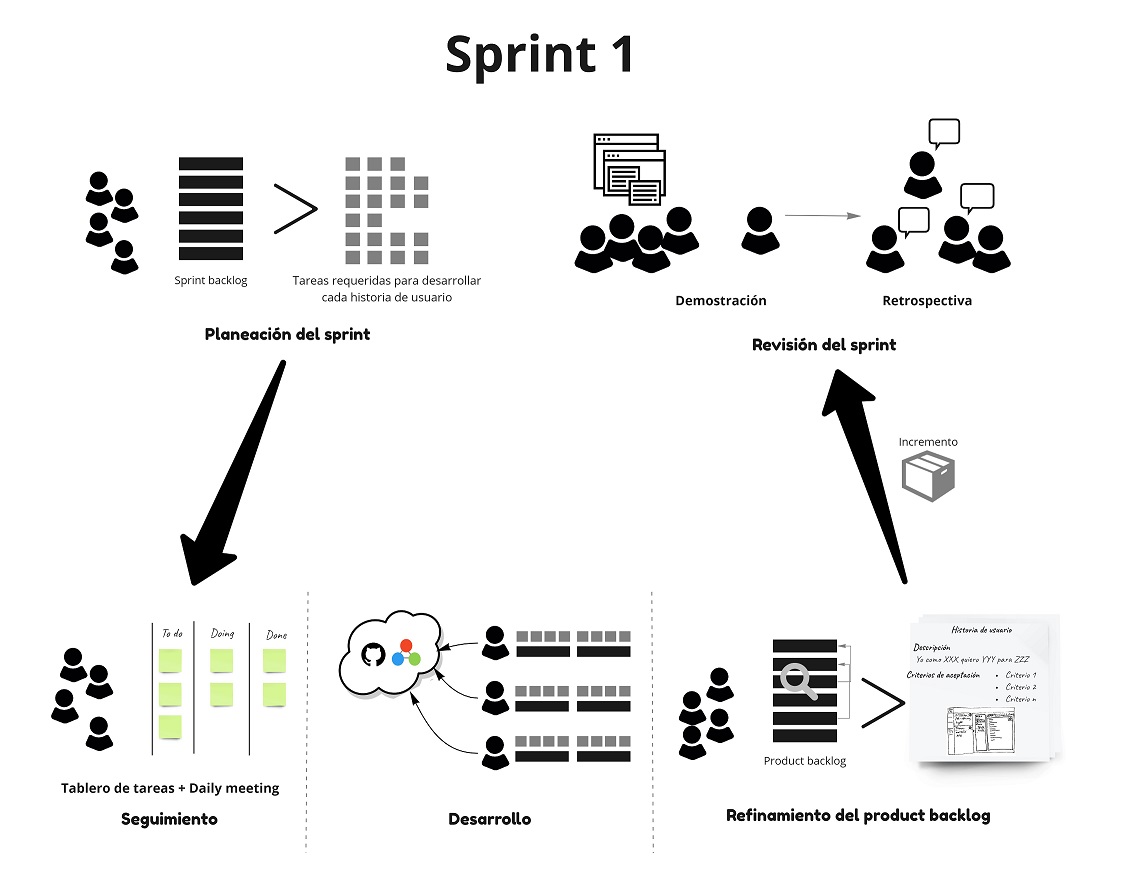 Sprint 1
Sprint backlog
Tareas requeridas para desarrollar
cada historia de usuario
Planeación del sprint
Demostración
Retrospectiva
Revisión del sprint
Incremento
To do
Doing
Done
Tablero de tareas + Daily meeting
Seguimiento
Desarrollo
Product backlog
Historia de usuario
Descripción
Yo como XXX quiero YYY para ZZZ
Criterios de aceptación
• Criterio 1
• Criterio 2
• Criterio n
Refinamiento del product backlog